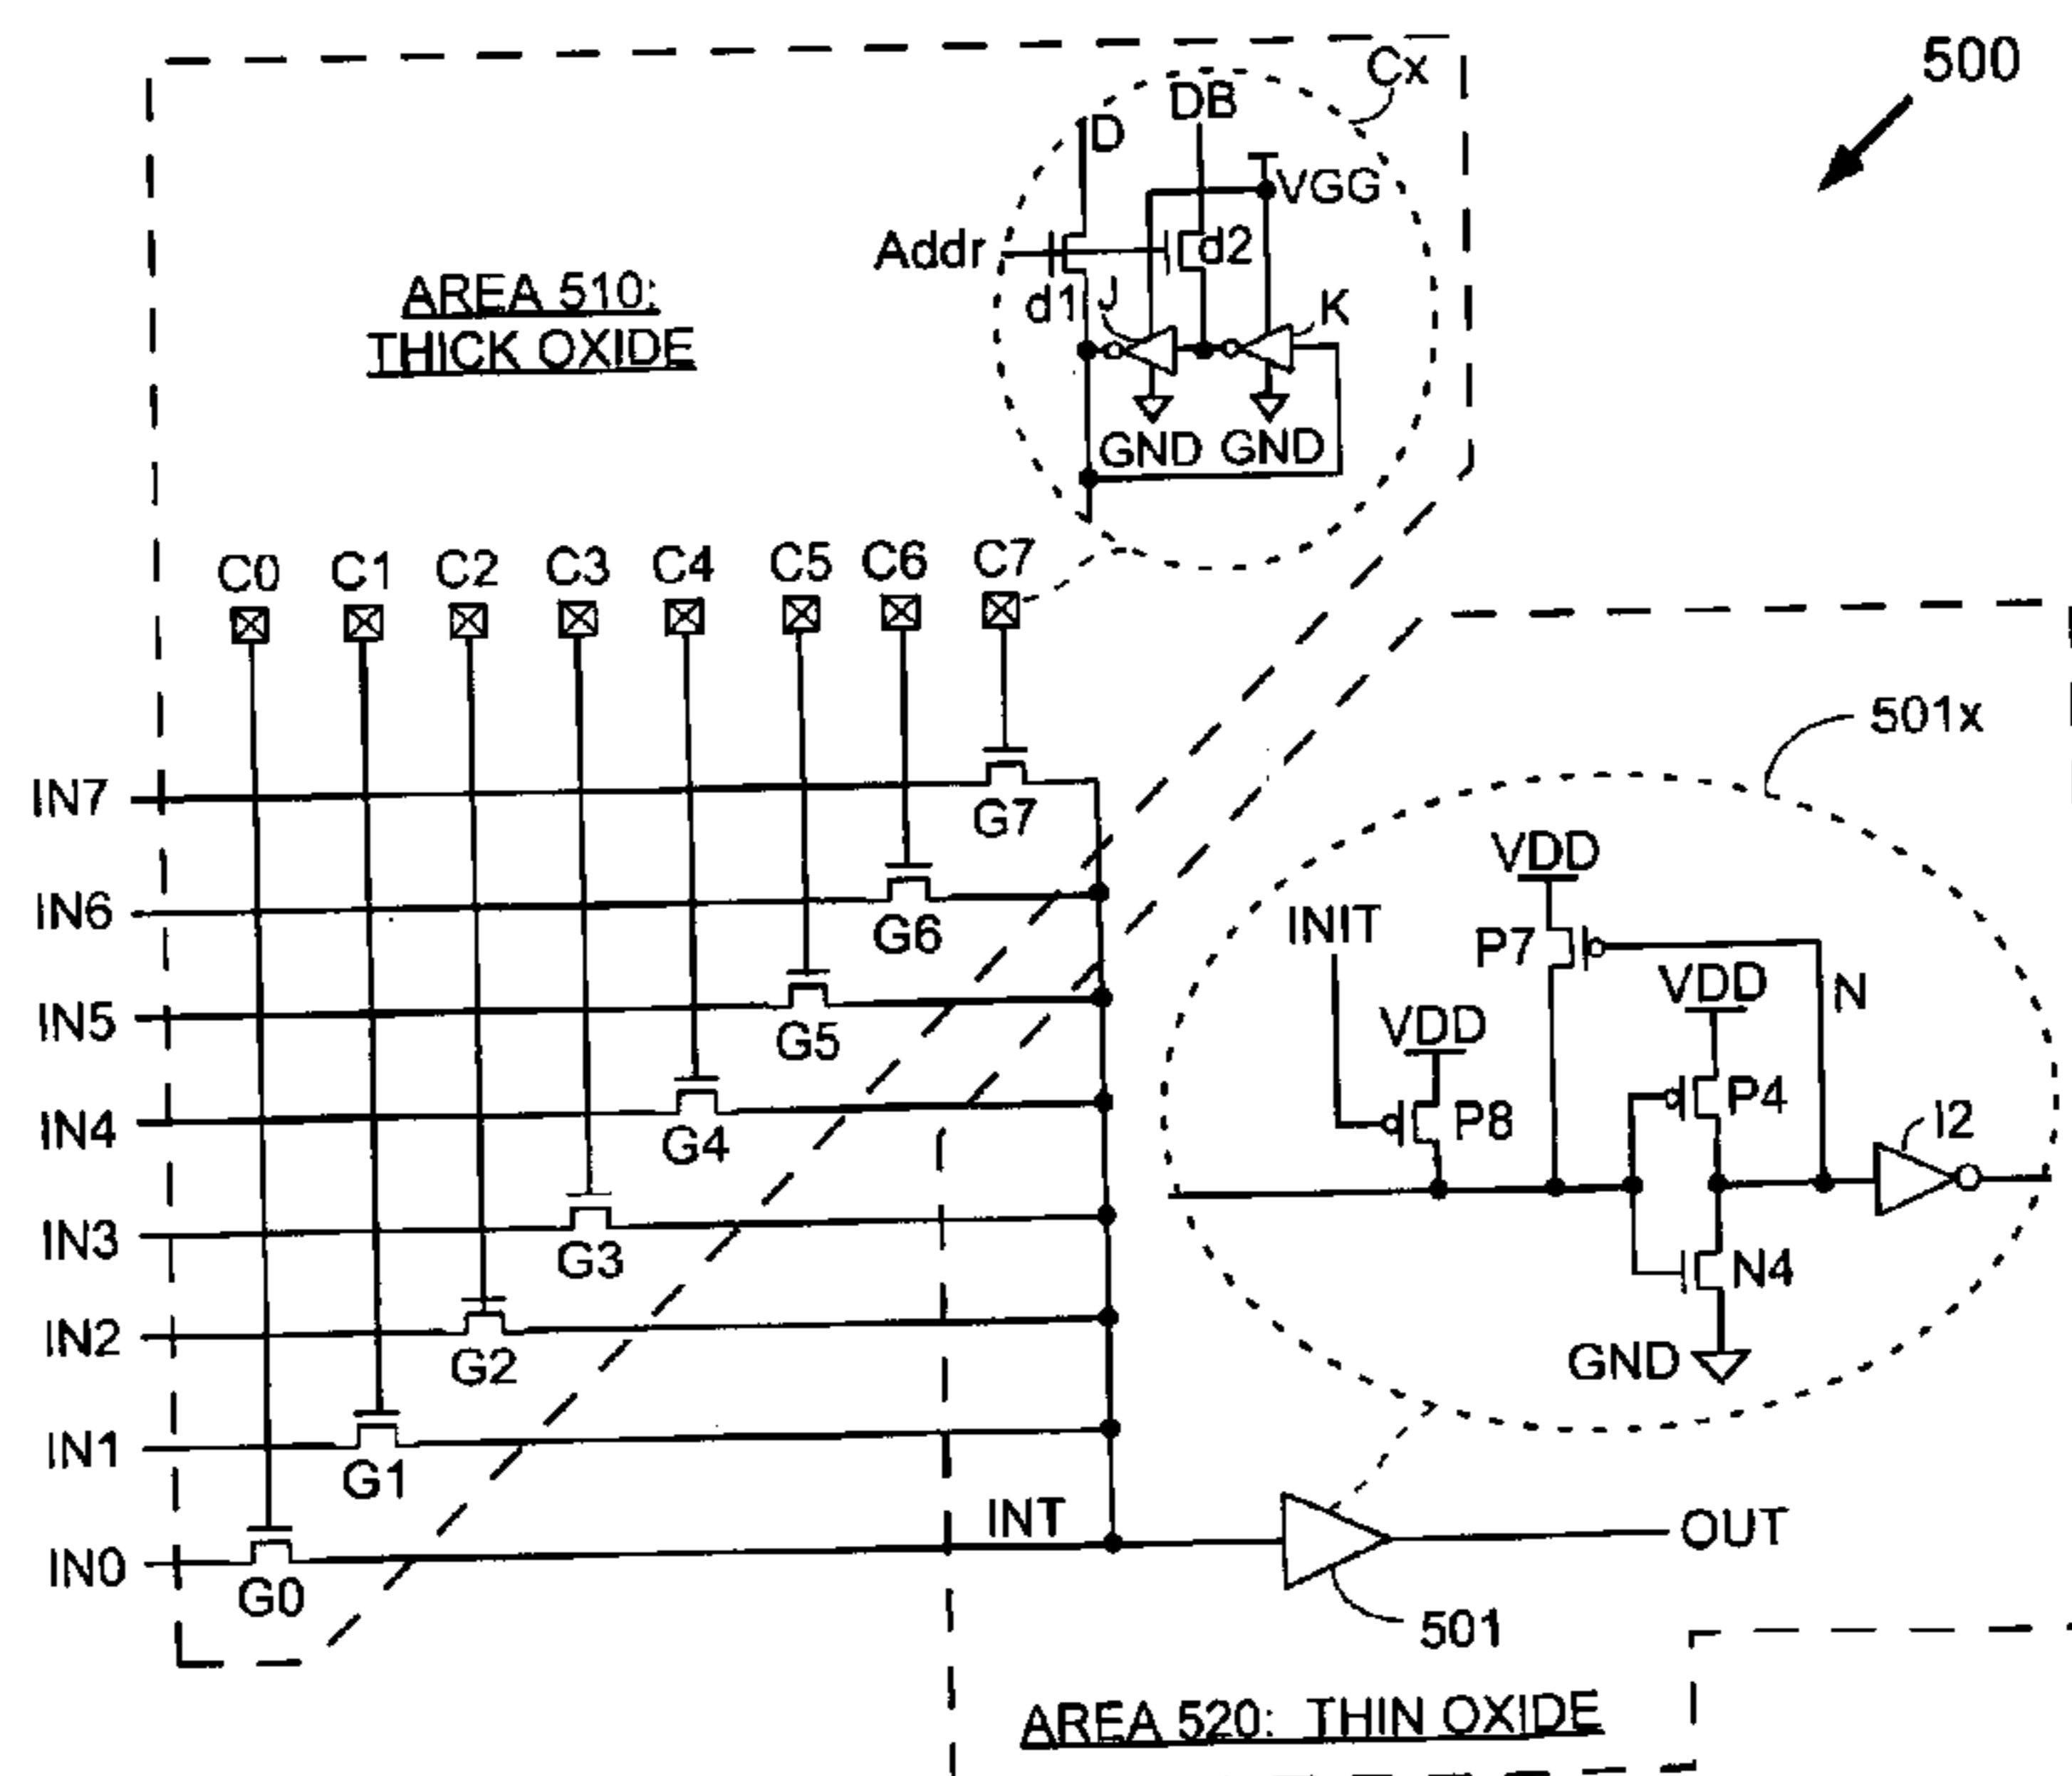 500
Cx
DB
D
VGG
Addr
d2
d1
J
K
AREA 510:
THICK OXIDE
GND GND
C0 C1 C2 C3 C4 C5 C6 C7
501x
IN7
G7
VDD
IN6
G6
INIT
P7
VDD
N
IN5
G5
VDD
P4
IN4
G4
P8
I2
IN3
G3
N4
IN2
G2
GND
IN1
G1
INT
OUT
IN0
G0
501
AREA 520: THIN OXIDE